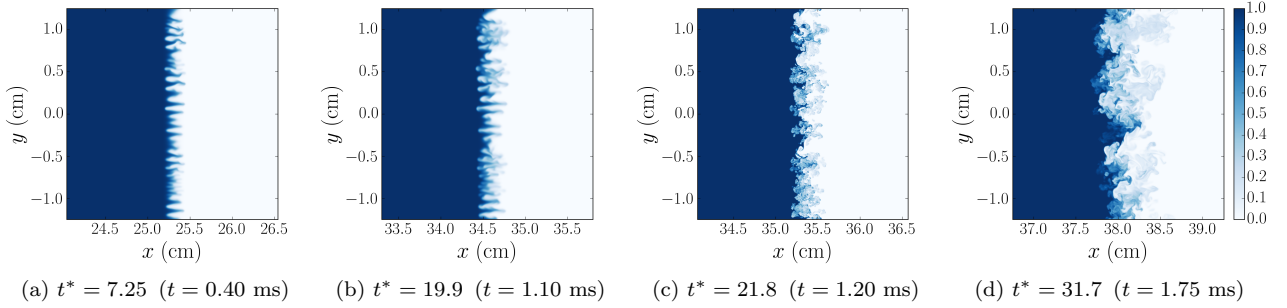 1.0
0.5
0.0
−0.5
−1.0
y (cm)
24.5 25.0 25.5 26.0 26.5
x (cm)
(a) t* = 7.25 (t = 0.40 ms)
1.0
0.5
0.0
−0.5
−1.0
y (cm)
33.5 34.0 34.5 35.0 35.5
x (cm)
(b) t* = 19.9 (t = 1.10 ms)
1.0
0.5
0.0
−0.5
−1.0
y (cm)
34.5 35.0 35.5 36.0 36.5
x (cm)
(c) t* = 21.8 (t = 1.20 ms)
1.0
0.5
0.0
−0.5
−1.0
y (cm)
37.0 37.5 38.0 38.5 39.0
x (cm)
(d) t* = 31.7 (t = 1.75 ms)
1.0
0.9
0.8
0.7
0.6
0.5
0.4
0.3
0.2
0.1
0.0